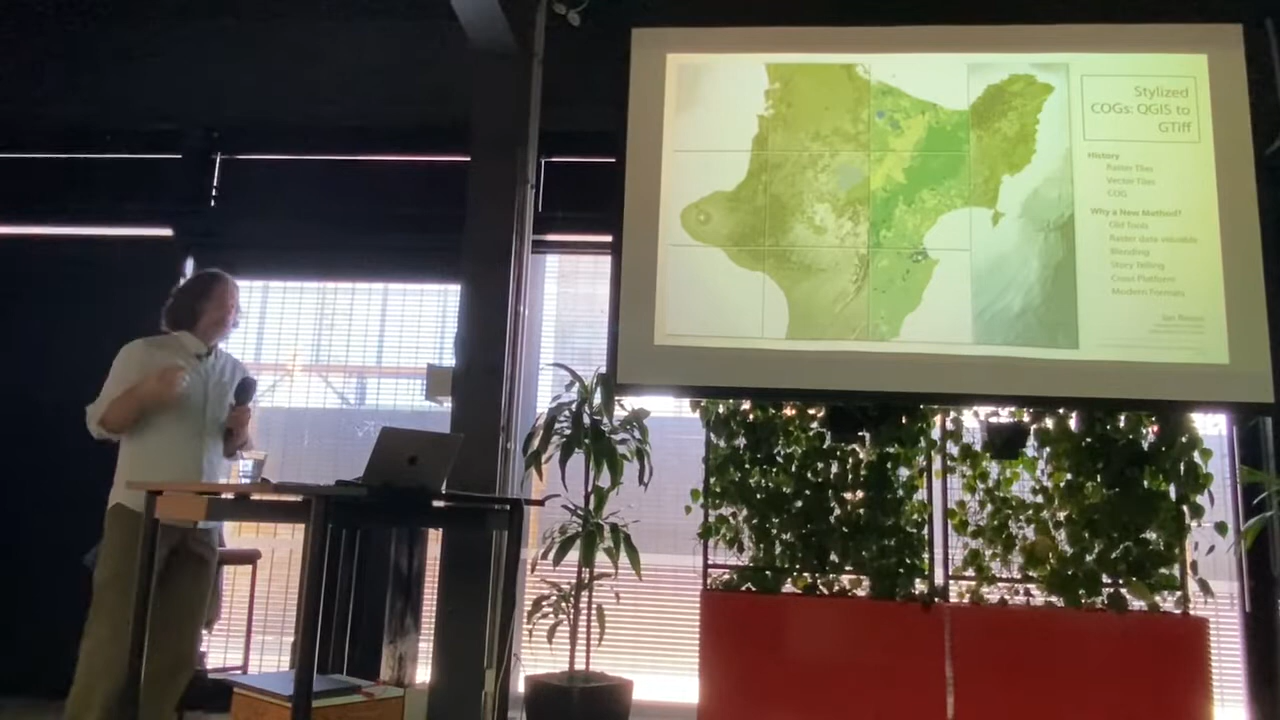 Stylized
COGs: QGIS to
GTiff
History
Raster Tiles
Vector Tiles
COG
Why a New Method?
Old Tools
Raster data valuable
Blending
Story Telling
Cross Platform
Modern Formats